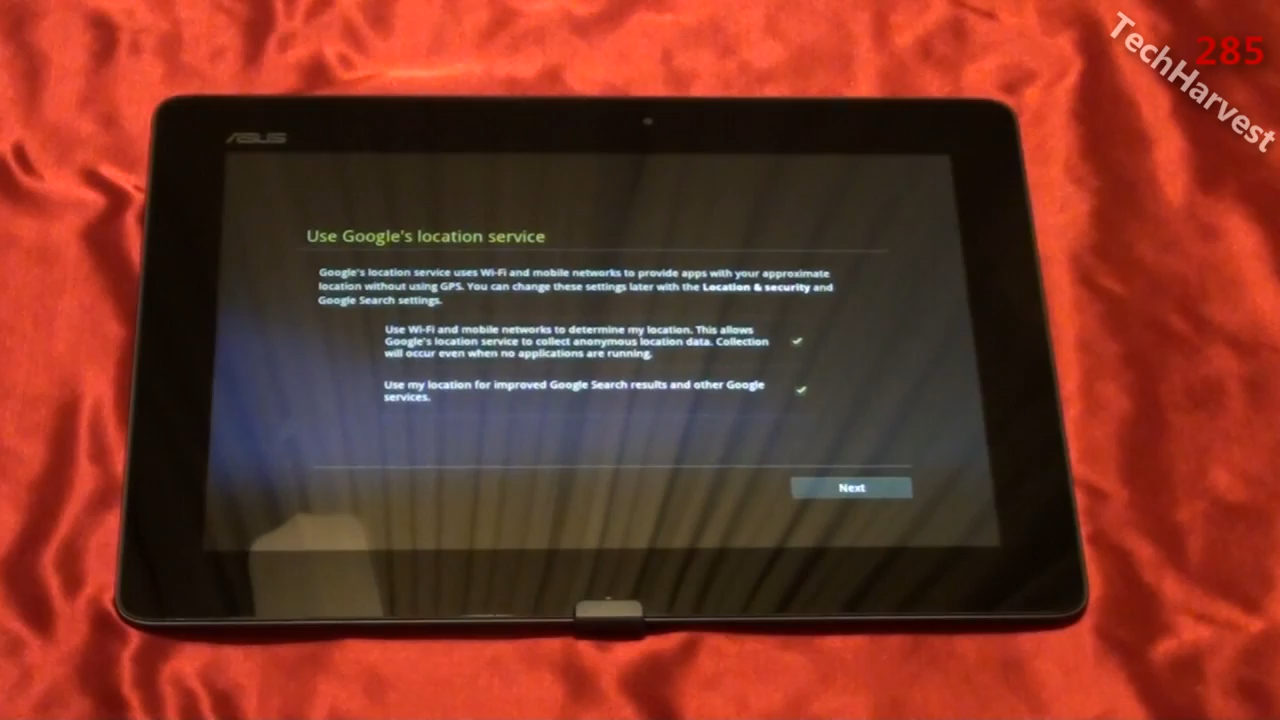 TechHarvest
285
ASUS
Use Google's location service
Google's location service uses Wi-Fi and mobile networks to provide apps with your approximate
location without using GPS. You can change these settings later with the Location & security and
Google Search settings.
Use Wi-Fi and mobile networks to determine my location. This allows
Google's location service to collect anonymous location data. Collection
will occur even when no applications are running.
Use my location for improved Google Search results and other Google
services.
Next